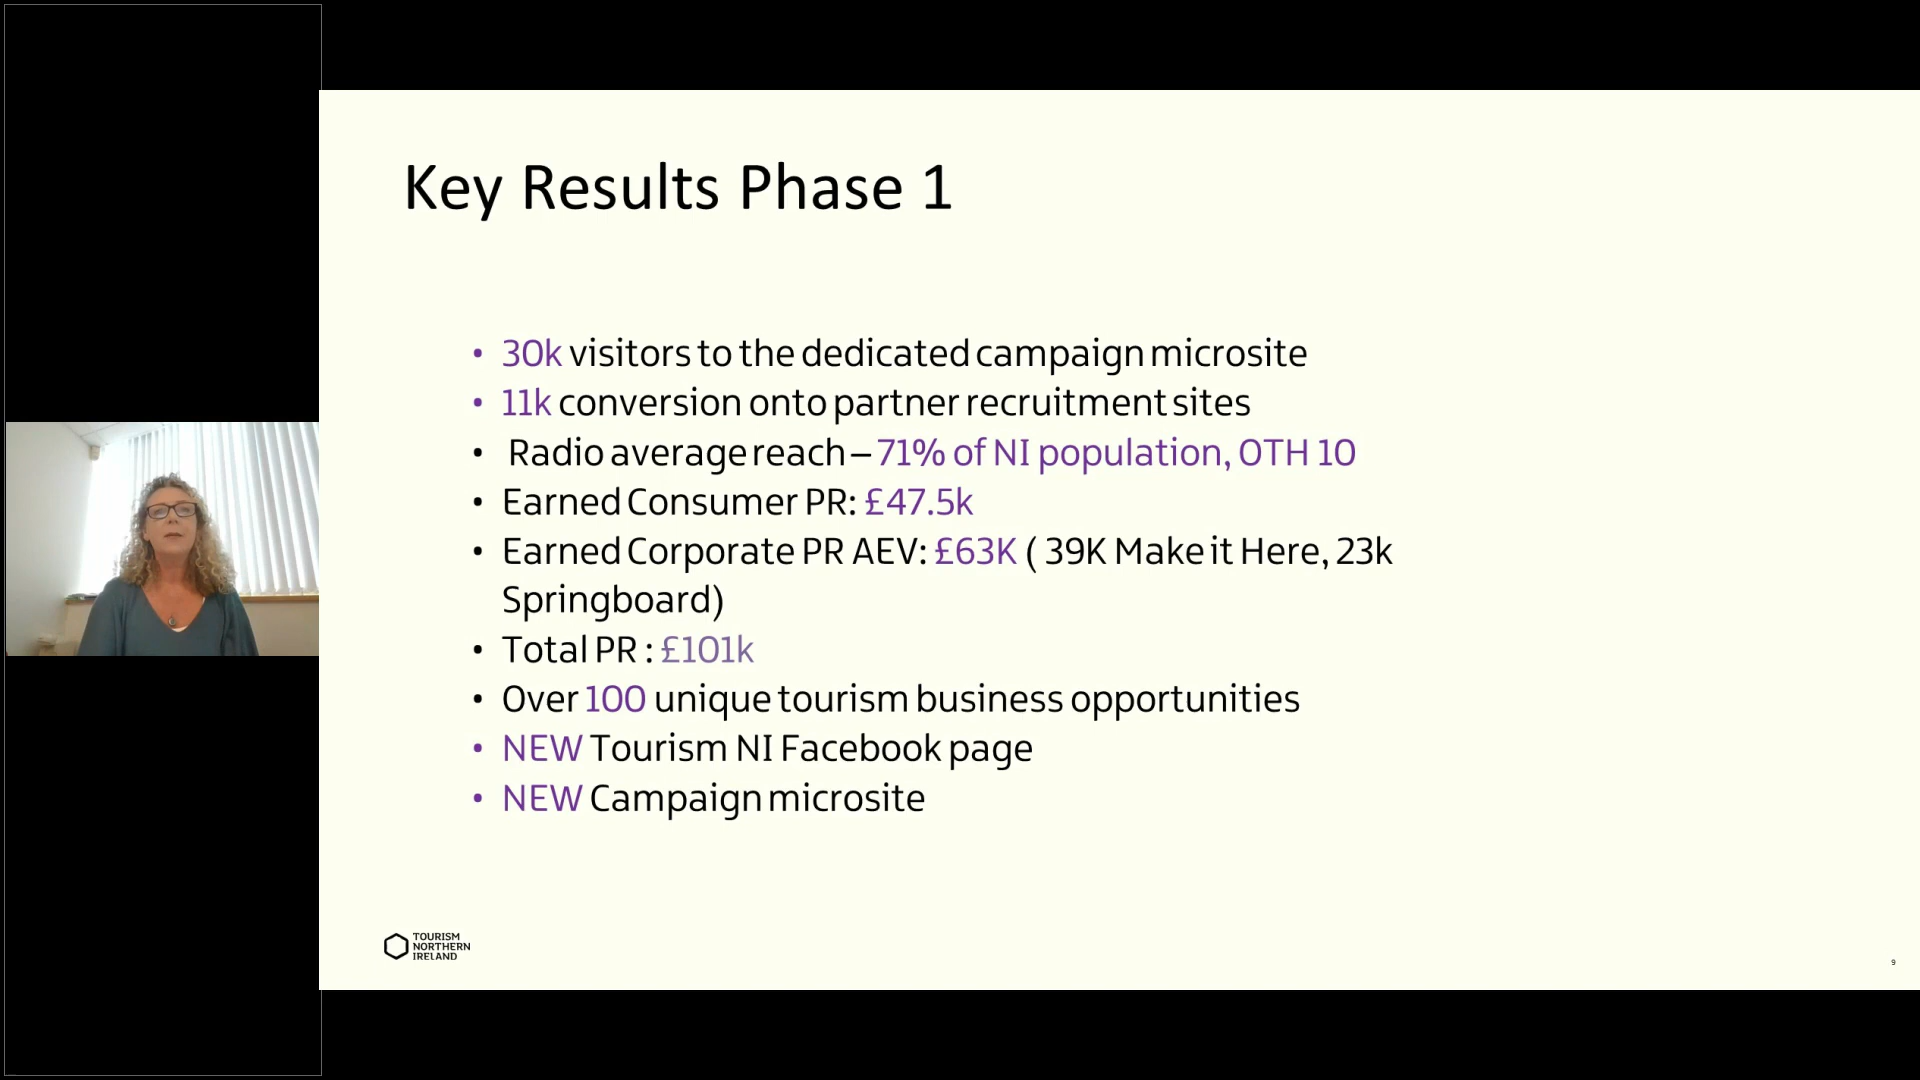 Key Results Phase 1
• 30k visitors to the dedicated campaign microsite
• 11k conversion onto partner recruitment sites
• Radio average reach – 71% of NI population, OTH 10
• Earned Consumer PR: £47.5k
• Earned Corporate PR AEV: £63K ( 39K Make it Here, 23k
Springboard)
• Total PR : £101k
• Over 100 unique tourism business opportunities
• NEW Tourism NI Facebook page
• NEW Campaign microsite
TOURISM
NORTHERN
IRELAND
9